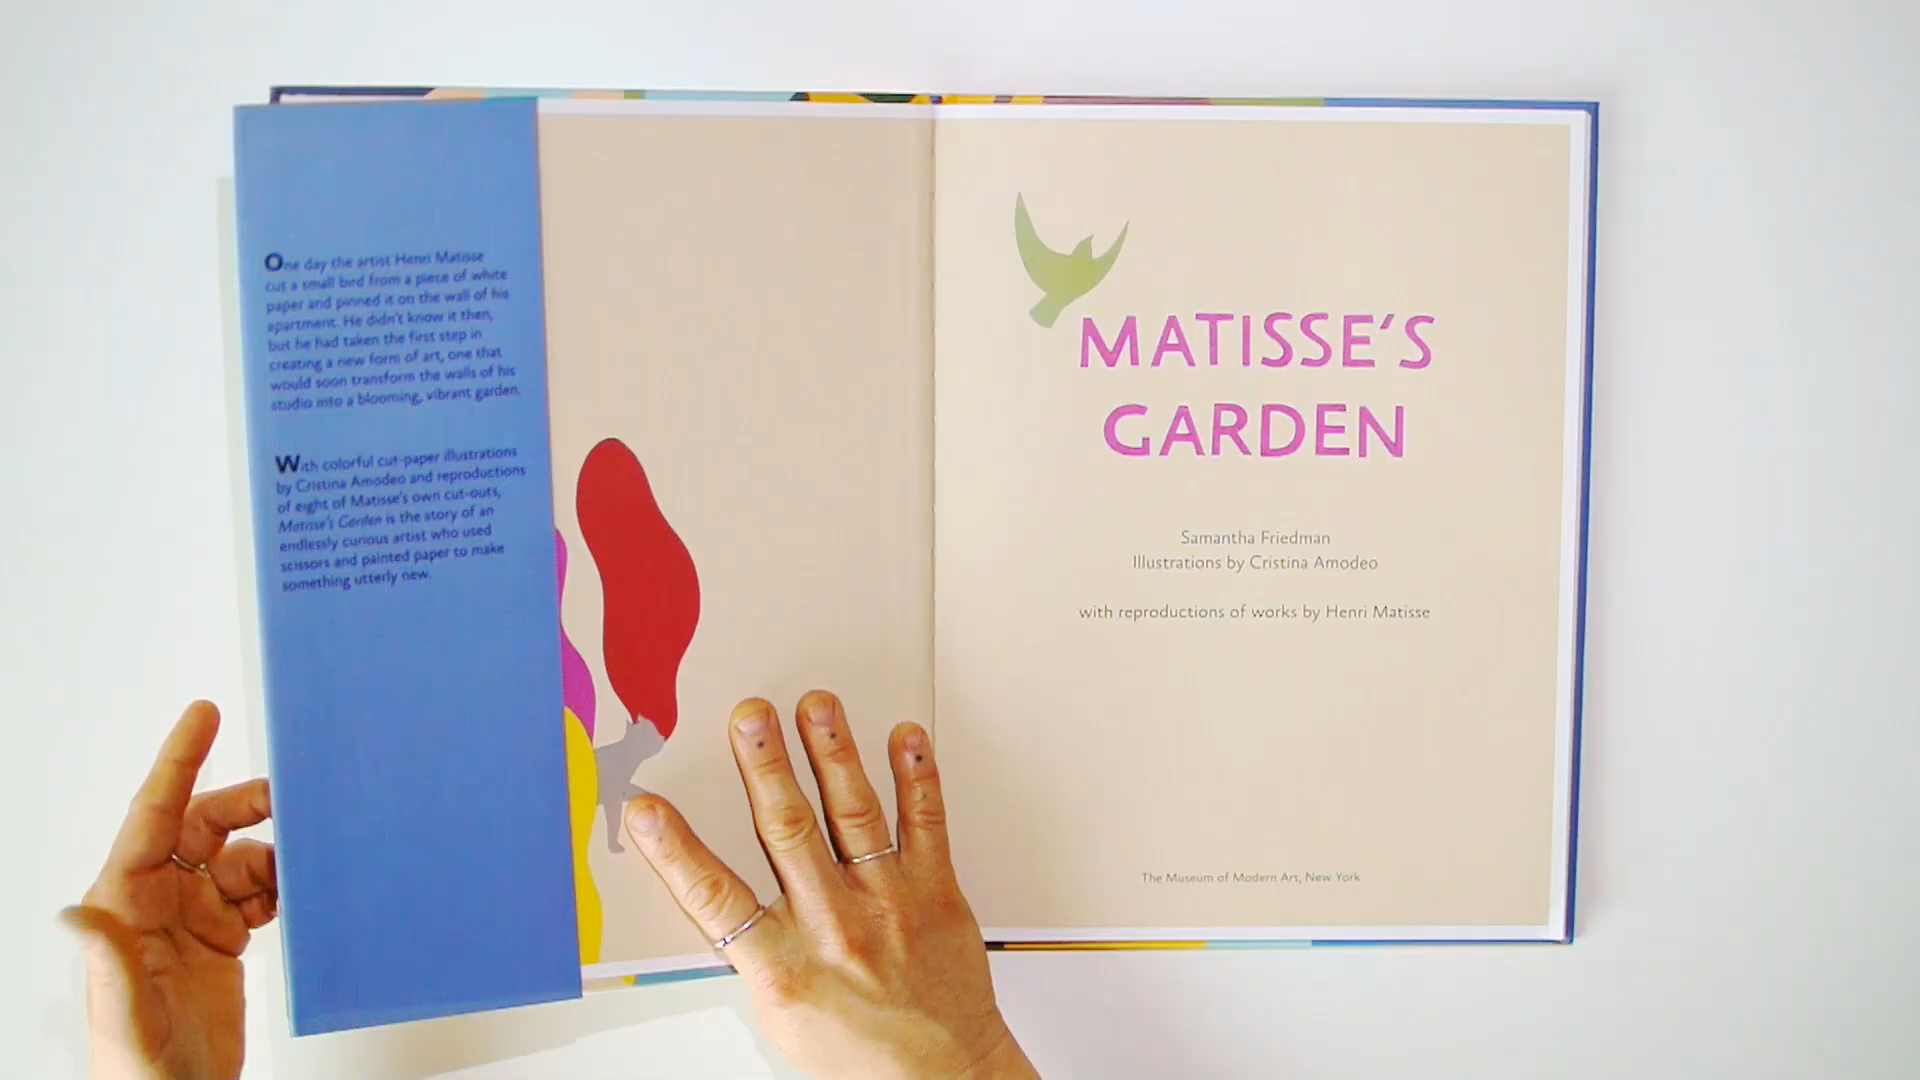 One day the artist Henri Matisse
cut a small bird from a piece of white
paper and pinned it on the wall of his
apartment. He didn't know it then,
but he had taken the first step in
creating a new form of art, one that
would soon transform the walls of his
studio into a blooming, vibrant garden.
With colorful cut-paper illustrations
by Cristina Amodeo and reproductions
of eight of Matisse's own cut-outs,
Matisse's Garden is the story of an
endlessly curious artist who used
scissors and painted paper to make
something utterly new.
MATISSE'S
GARDEN
Samantha Friedman
Illustrations by Cristina Amodeo
with reproductions of works by Henri Matisse
The Museum of Modern Art, New York